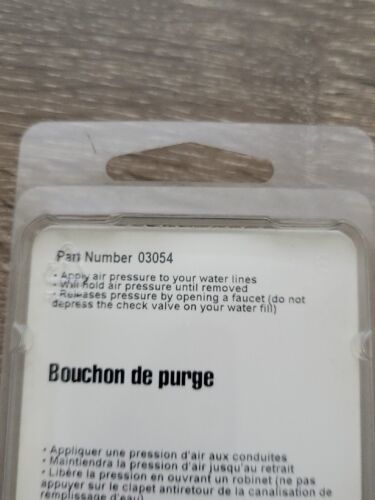 Part Number 03054
• Apply air pressure to your water lines
• Will hold air pressure until removed
• Releases pressure by opening a faucet (do not
depress the check valve on your water fill)
Bouchon de purge
• Appliquer une pression d'air aux conduites
• Maintiendra la pression d'air jusqu'au retrait
• Libère la pression en ouvrant un robinet (ne pas
appuyer sur le clapet antiretour de la canalisation de
remplissage d'eau)